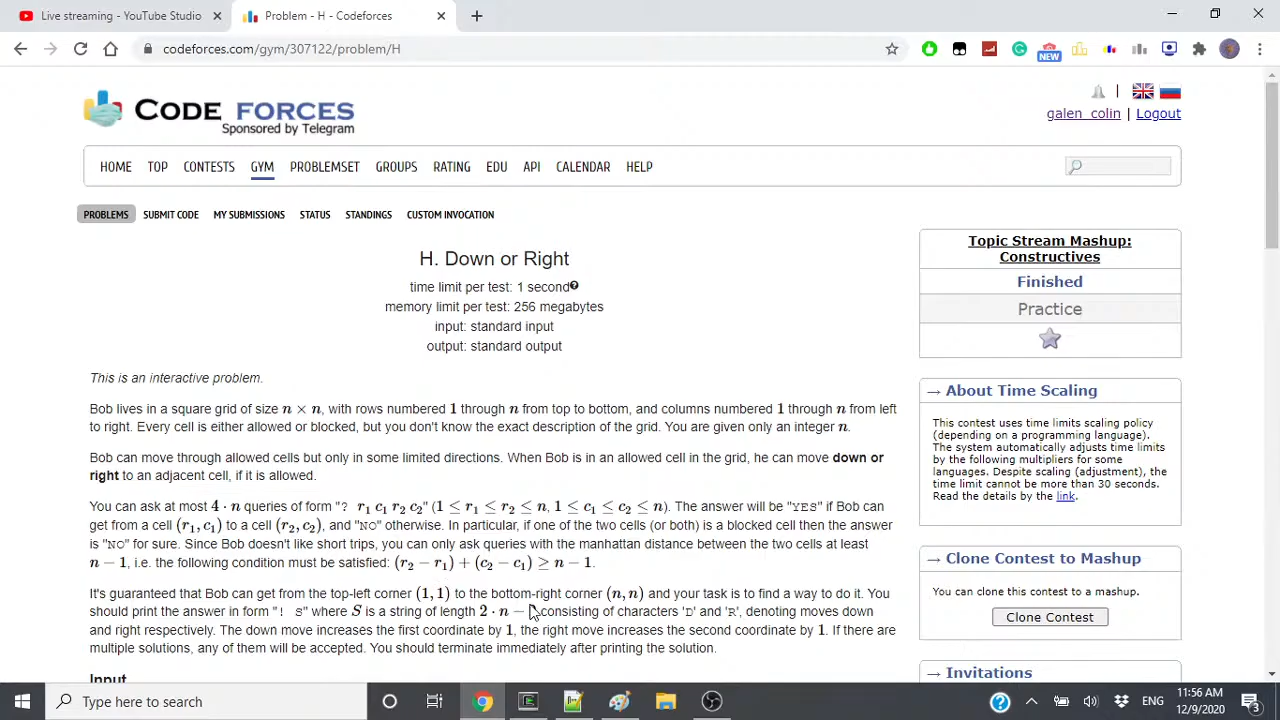 Live streaming - YouTube Studio
Problem - H - Codeforces
codeforces.com/gym/307122/problem/H
NEW
CODE FORCES
Sponsored by Telegram
galen_colin | Logout
HOME TOP CONTESTS GYM PROBLEMSET GROUPS RATING EDU API CALENDAR HELP
PROBLEMS SUBMIT CODE MY SUBMISSIONS STATUS STANDINGS CUSTOM INVOCATION
H. Down or Right
time limit per test: 1 second
memory limit per test: 256 megabytes
input: standard input
output: standard output
This is an interactive problem.
Bob lives in a square grid of size n × n, with rows numbered 1 through n from top to bottom, and columns numbered 1 through n from left
to right. Every cell is either allowed or blocked, but you don't know the exact description of the grid. You are given only an integer n.
Bob can move through allowed cells but only in some limited directions. When Bob is in an allowed cell in the grid, he can move down or
right to an adjacent cell, if it is allowed.
You can ask at most 4 · n queries of form "? r1 c1 r2 c2" (1 ≤ r1 ≤ r2 ≤ n, 1 ≤ c1 ≤ c2 ≤ n). The answer will be "YES" if Bob can
get from a cell (r1, c1) to a cell (r2, c2), and "NO" otherwise. In particular, if one of the two cells (or both) is a blocked cell then the answer
is "NO" for sure. Since Bob doesn't like short trips, you can only ask queries with the manhattan distance between the two cells at least
n − 1, i.e. the following condition must be satisfied: (r2 − r1) + (c2 − c1) ≥ n − 1.
It's guaranteed that Bob can get from the top-left corner (1, 1) to the bottom-right corner (n, n) and your task is to find a way to do it. You
should print the answer in form "! S" where S is a string of length 2 · n − consisting of characters 'D' and 'R', denoting moves down
and right respectively. The down move increases the first coordinate by 1, the right move increases the second coordinate by 1. If there are
multiple solutions, any of them will be accepted. You should terminate immediately after printing the solution.
Input
Topic Stream Mashup:
Constructives
Finished
Practice
→ About Time Scaling
This contest uses time limits scaling policy
(depending on a programming language).
The system automatically adjusts time limits
by the following multipliers for some
languages. Despite scaling (adjustment), the
time limit cannot be more than 30 seconds.
Read the details by the link.
→ Clone Contest to Mashup
You can clone this contest to a mashup.
Clone Contest
→ Invitations
Type here to search
ENG
11:56 AM
12/9/2020
3